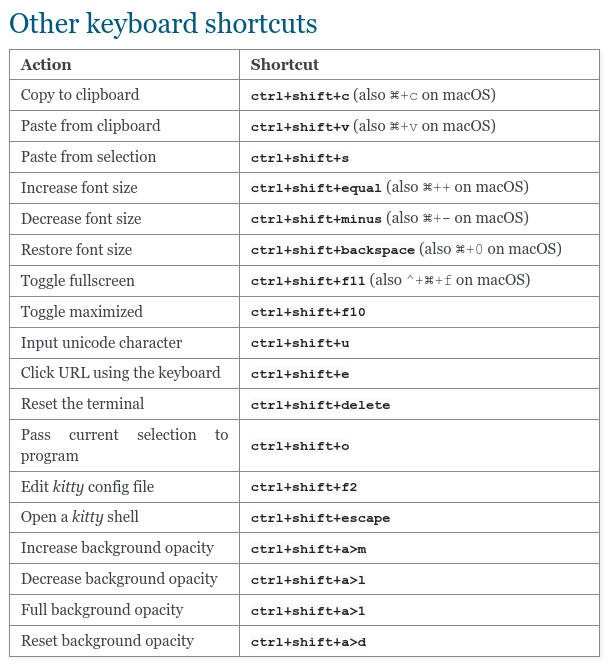 Other keyboard shortcuts
Action Shortcut
Copy to clipboard ctrl+shift+c (also ⌘+c on macOS)
Paste from clipboard ctrl+shift+v (also ⌘+v on macOS)
Paste from selection ctrl+shift+s
Increase font size ctrl+shift+equal (also ⌘++ on macOS)
Decrease font size ctrl+shift+minus (also ⌘+- on macOS)
Restore font size ctrl+shift+backspace (also ⌘+0 on macOS)
Toggle fullscreen ctrl+shift+f11 (also ^+⌘+f on macOS)
Toggle maximized ctrl+shift+f10
Input unicode character ctrl+shift+u
Click URL using the keyboard ctrl+shift+e
Reset the terminal ctrl+shift+delete
Pass current selection to
program ctrl+shift+o
Edit kitty config file ctrl+shift+f2
Open a kitty shell ctrl+shift+escape
Increase background opacity ctrl+shift+a>m
Decrease background opacity ctrl+shift+a>l
Full background opacity ctrl+shift+a>1
Reset background opacity ctrl+shift+a>d